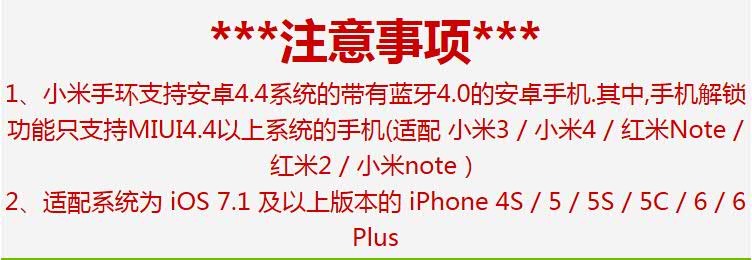 ***注意事项***
1、小米手环支持安卓4.4系统的带有蓝牙4.0的安卓手机.其中,手机解锁
功能只支持MIUI4.4以上系统的手机(适配 小米3 / 小米4 / 红米Note /
红米2 / 小米note )
2、适配系统为 iOS 7.1 及以上版本的 iPhone 4S / 5 / 5S / 5C / 6 / 6
Plus